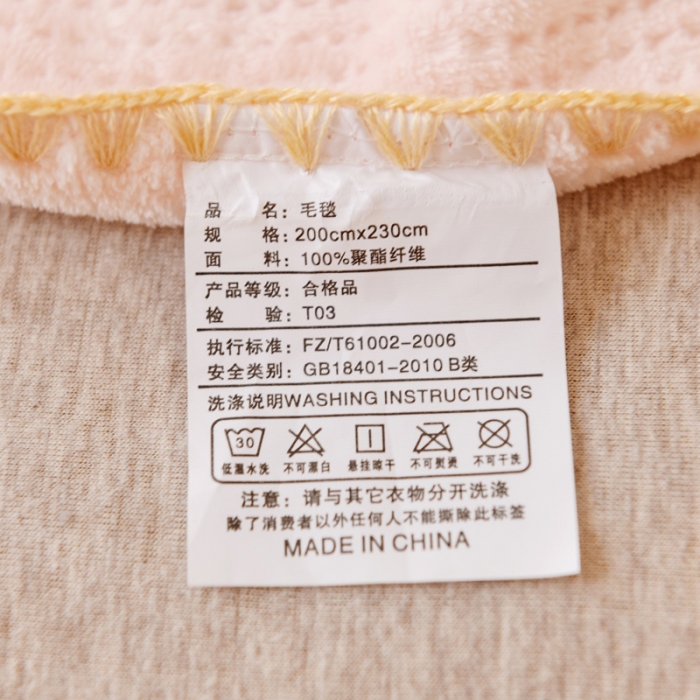 品 名: 毛毯
规 格: 200cmx230cm
面 料: 100%聚酯纤维
产品等级: 合格品
检 验: T03
执行标准: FZ/T61002-2006
安全类别: GB18401-2010 B类
洗涤说明WASHING INSTRUCTIONS
30
低温水洗 不可漂白 悬挂晾干 不可熨烫 不可干洗
注意: 请与其它衣物分开洗涤
除了消费者以外任何人不能撕除此标签
MADE IN CHINA